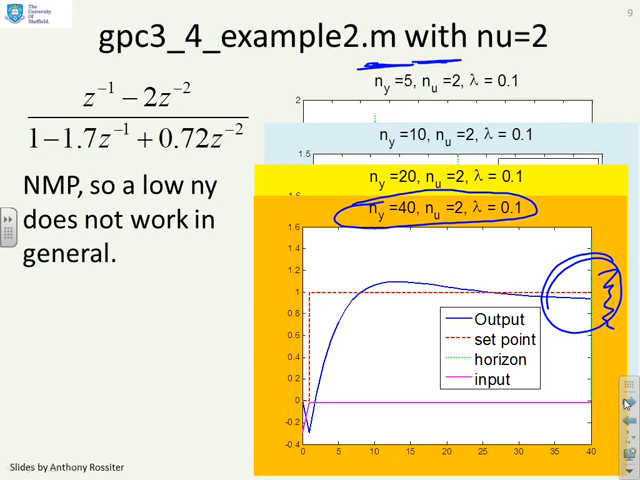 The
University
Of
Sheffield.
9
gpc3_4_example2.m with nu=2
z⁻¹ − 2z⁻²
1−1.7z⁻¹ + 0.72z⁻²
NMP, so a low ny
does not work in
general.
n_y =5, n_u =2, λ = 0.1
2
n_y =10, n_u =2, λ = 0.1
1.5
n_y =20, n_u =2, λ = 0.1
1.6
n_y =40, n_u =2, λ = 0.1
1.6
1.4
1.2
1
0.8
0.6
0.4
0.2
0
-0.2
-0.4
Output
set point
horizon
input
0 5 10 15 20 25 30 35 40
Slides by Anthony Rossiter